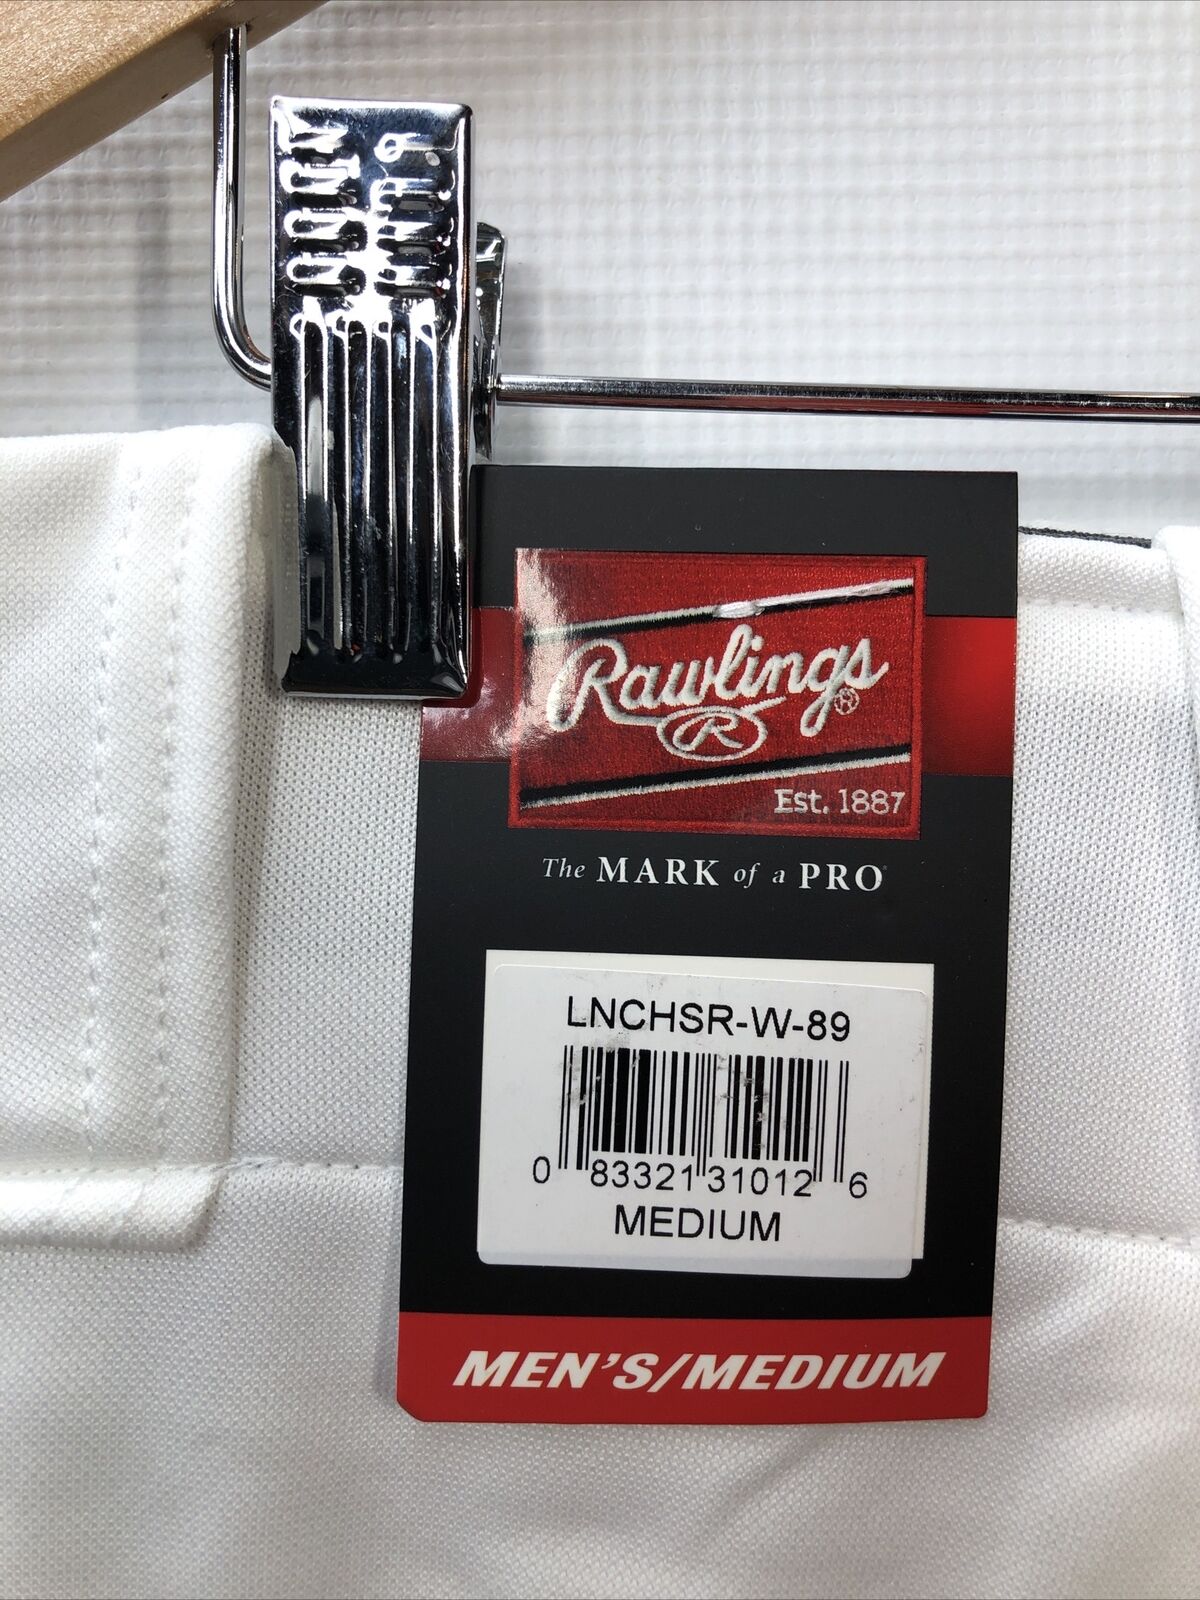 Rawlings®
R
Est. 1887
The MARK of a PRO
LNCHSR-W-89
0 83321 31012 6
MEDIUM
MEN'S/MEDIUM